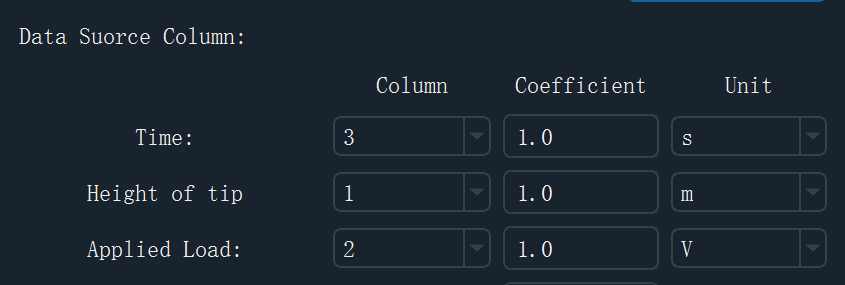 Data Suorce Column:
Column Coefficient Unit
Time: 3 1.0 s
Height of tip 1 1.0 m
Applied Load: 2 1.0 V